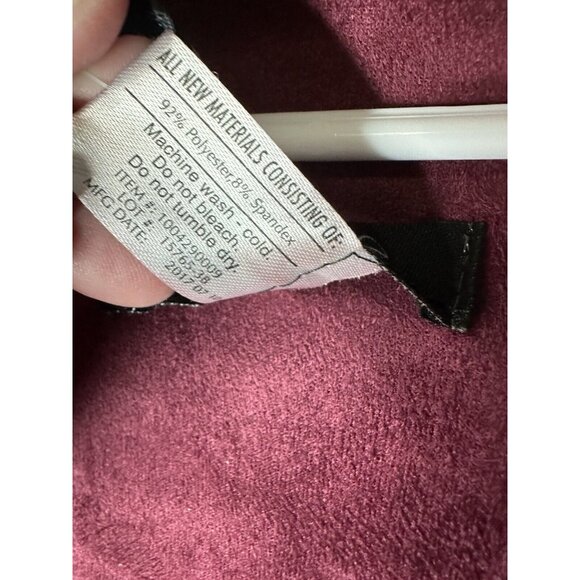 ALL NEW MATERIALS CONSISTING OF:
92% Polyester,8% Spandex
Machine wash - cold.
Do not bleach.
Do not tumble dry.
ITEM #: 1004290009
LOT #: 15763-38
MFG DATE: 2017.07